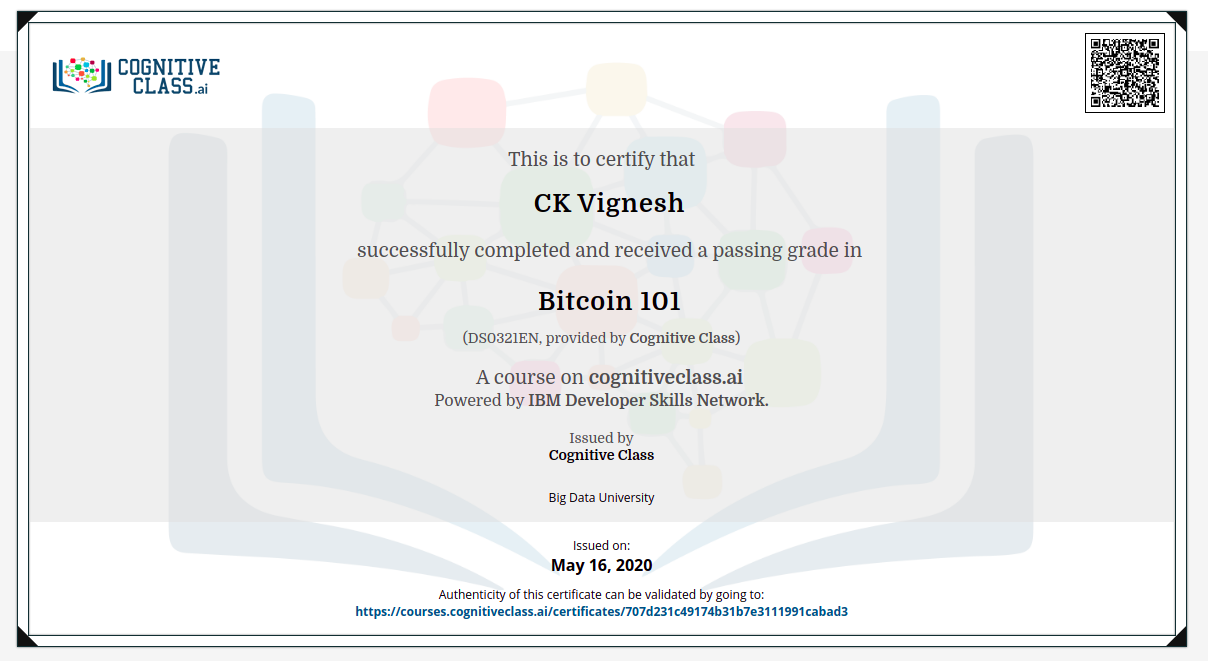 COGNITIVE
CLASS.ai
This is to certify that
CK Vignesh
successfully completed and received a passing grade in
Bitcoin 101
(DS0321EN, provided by Cognitive Class)
A course on cognitiveclass.ai
Powered by IBM Developer Skills Network.
Issued by
Cognitive Class
Big Data University
Issued on:
May 16, 2020
Authenticity of this certificate can be validated by going to:
https://courses.cognitiveclass.ai/certificates/707d231c49174b31b7e3111991cabad3